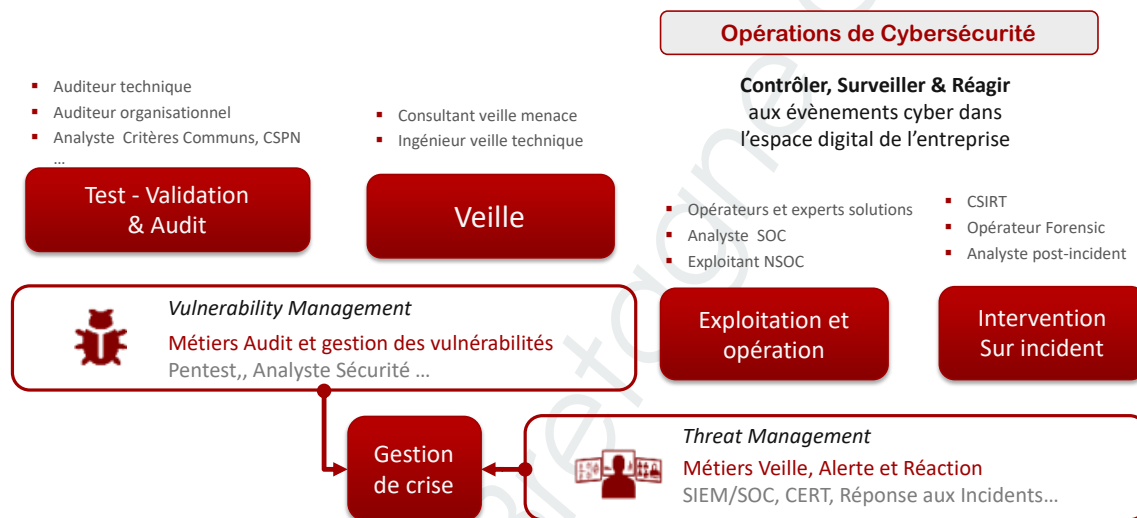 Opérations de Cybersécurité
Contrôler, Surveiller & Réagir
aux évènements cyber dans
l’espace digital de l’entreprise
Auditeur technique
Auditeur organisationnel
Analyste Critères Communs, CSPN
…
Test - Validation
& Audit
Consultant veille menace
Ingénieur veille technique
Veille
Opérateurs et experts solutions
Analyste SOC
Exploitant NSOC
Exploitation et
opération
CSIRT
Opérateur Forensic
Analyste post-incident
Intervention
Sur incident
Vulnerability Management
Métiers Audit et gestion des vulnérabilités
Pentest,, Analyste Sécurité …
Gestion
de crise
Threat Management
Métiers Veille, Alerte et Réaction
SIEM/SOC, CERT, Réponse aux Incidents…
Bretagne